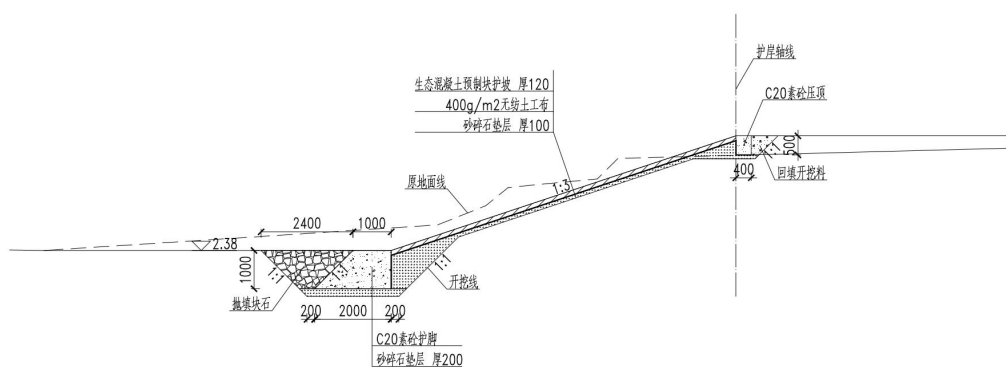 护岸轴线
生态混凝土预制块护坡 厚120
400g/m2无纺土工布
砂碎石垫层 厚100
C20素砼压顶
500
原地面线
1:3
400
回填开挖料
2400
1000
2.38
1000
抛填块石
开挖线
200
2000
200
C20素砼护脚
砂碎石垫层 厚200